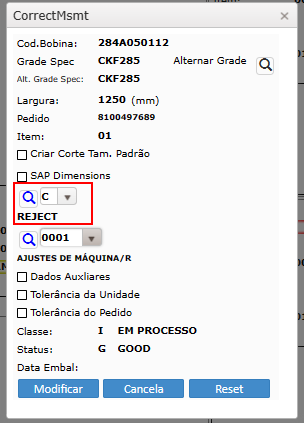 CorrectMsmt ×
Cod.Bobina: 284A050112
Grade Spec CKF285 Alternar Grade
Alt. Grade Spec: CKF285
Largura: 1250 (mm)
Pedido 8100497689
Item: 01
Criar Corte Tam. Padrão
SAP Dimensions
C
REJECT
0001
AJUSTES DE MÁQUINA/R
Dados Auxliares
Tolerância da Unidade
Tolerância do Pedido
Classe: I EM PROCESSO
Status: G GOOD
Data Embal:
Modificar Cancela Reset